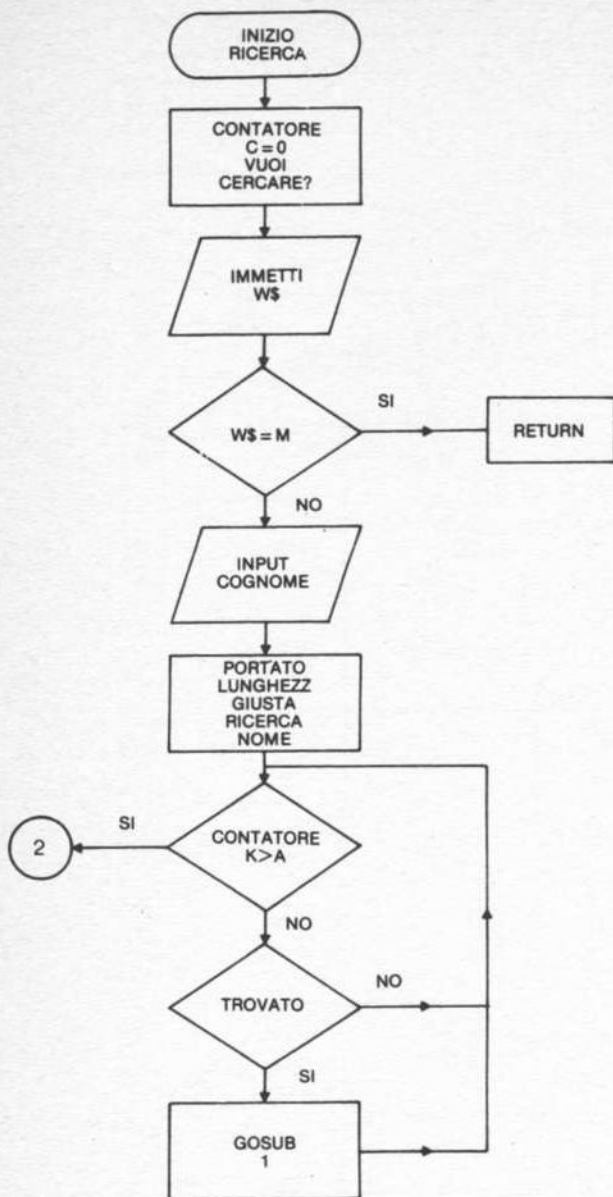 INIZIO
RICERCA
CONTATORE
C=0
VUOI
CERCARE?
IMMETTI
W$
W$ = M
SI
RETURN
NO
INPUT
COGNOME
PORTATO
LUNGHEZZ
GIUSTA
RICERCA
NOME
CONTATORE
K>A
SI
2
NO
TROVATO
NO
SI
GOSUB
1